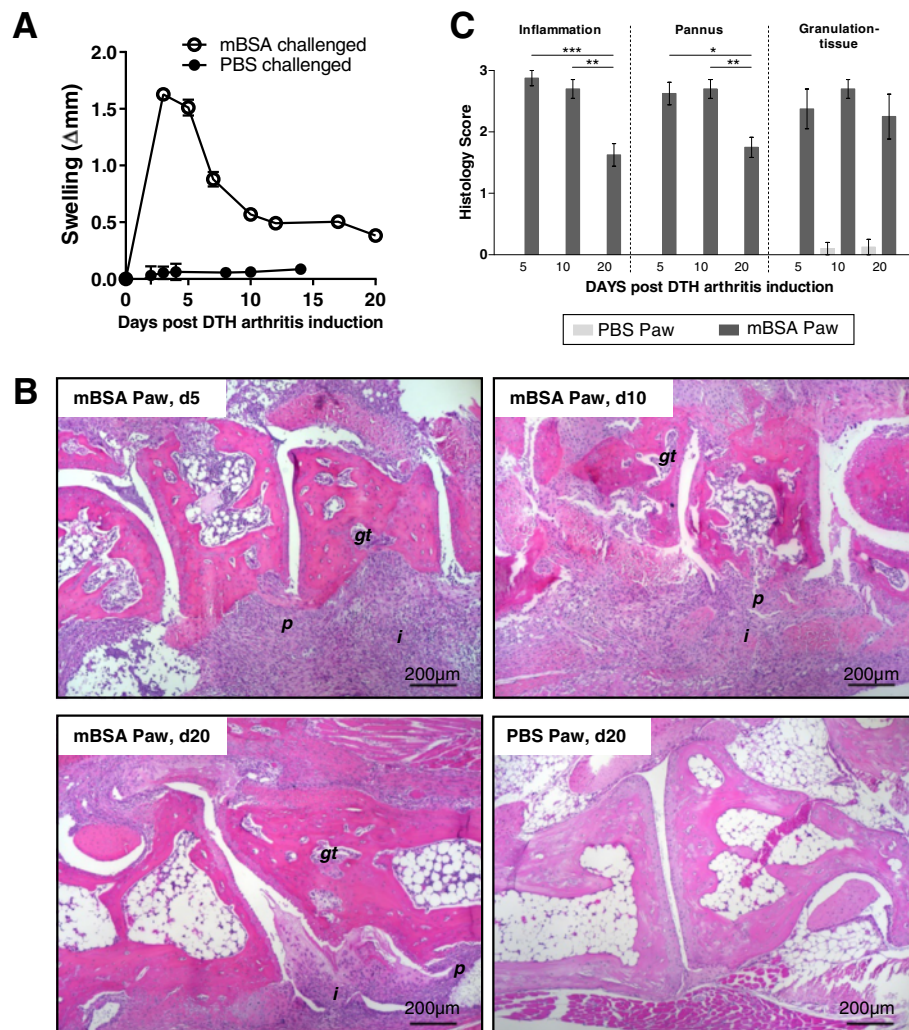 A
mBSA challenged
PBS challenged
Swelling (Δmm)
2.0
1.5
1.0
0.5
0.0
0 5 10 15 20
Days post DTH arthritis induction
C
Inflammation Pannus Granulation-
tissue
*** *
** **
Histology Score
3
2
1
0
5 10 20 5 10 20 5 10 20
DAYS post DTH arthritis induction
PBS Paw mBSA Paw
B
mBSA Paw, d5
gt
p
i
200μm
mBSA Paw, d10
gt
p
i
200μm
mBSA Paw, d20
gt
p
i
200μm
PBS Paw, d20
200μm